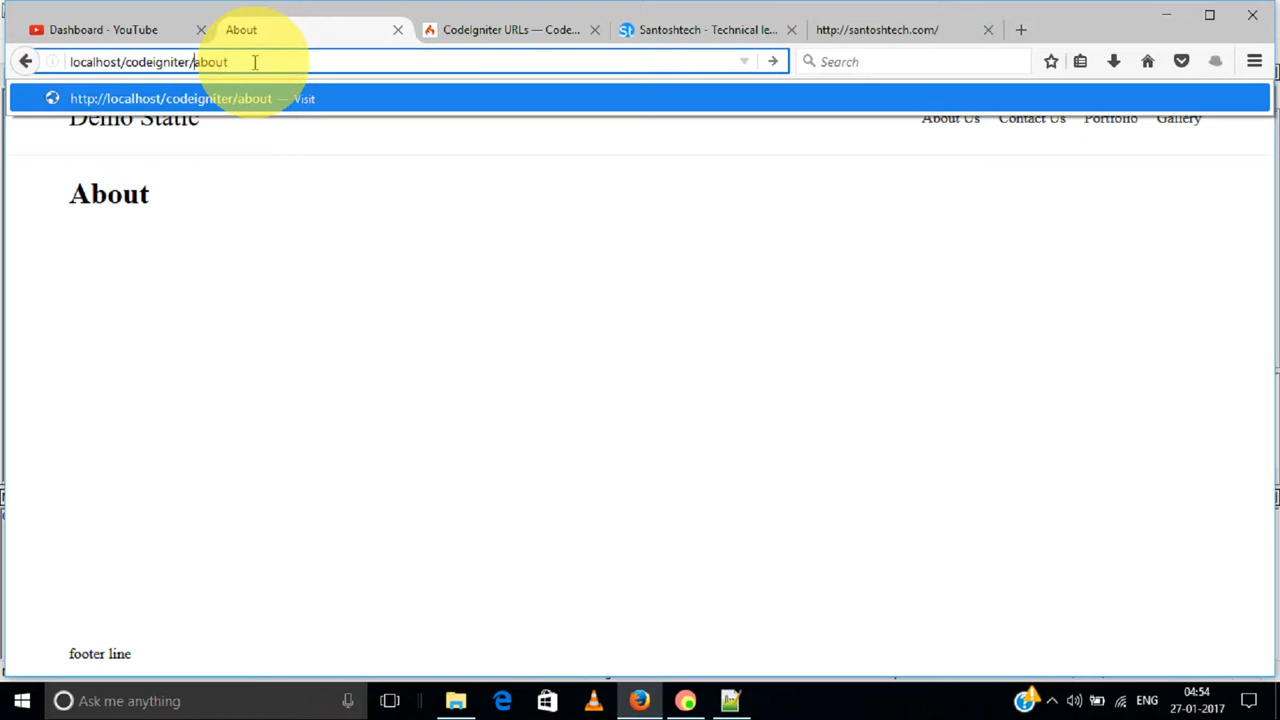 Dashboard - YouTube
About
CodeIgniter URLs — Code...
Santoshtech - Technical le...
http://santoshtech.com/
localhost/codeigniter/about
Search
http://localhost/codeigniter/about — Visit
Demo Static
About Us
Contact Us
Portfolio
Gallery
About
footer line
Ask me anything
ENG
04:54
27-01-2017